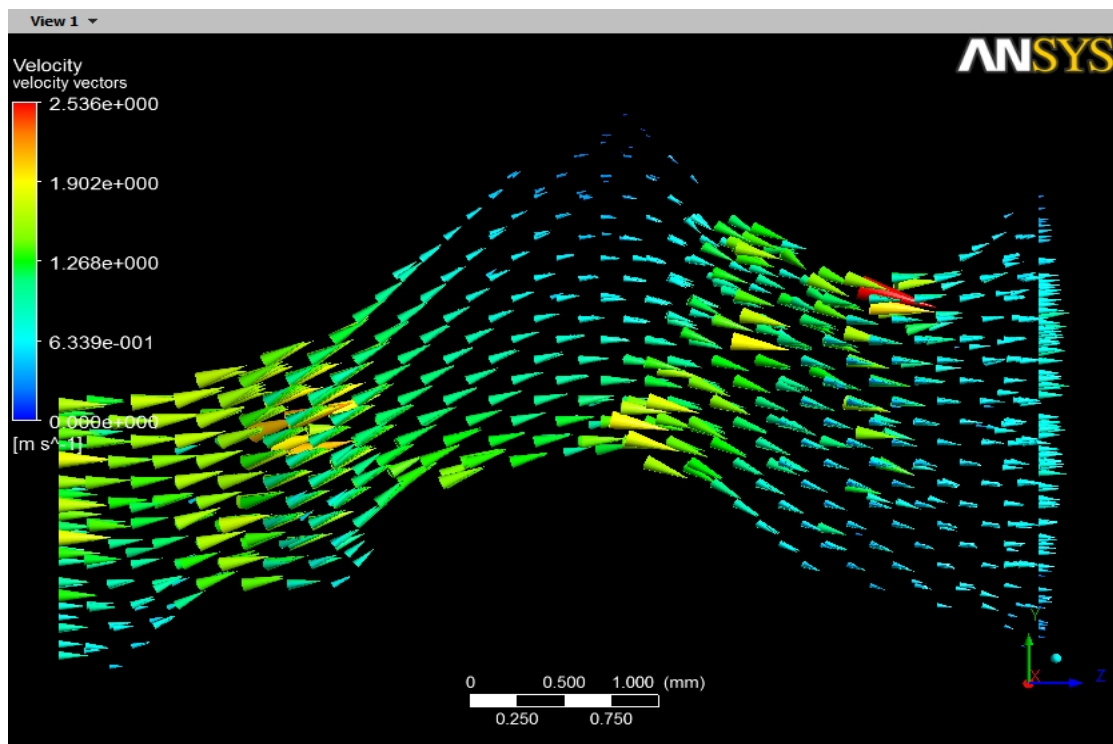 View 1
ANSYS
Velocity
velocity vectors
2.536e+000
1.902e+000
1.268e+000
6.339e-001
0.000e+000
[m s^-1]
0 0.500 1.000 (mm)
0.250 0.750
Y
X Z